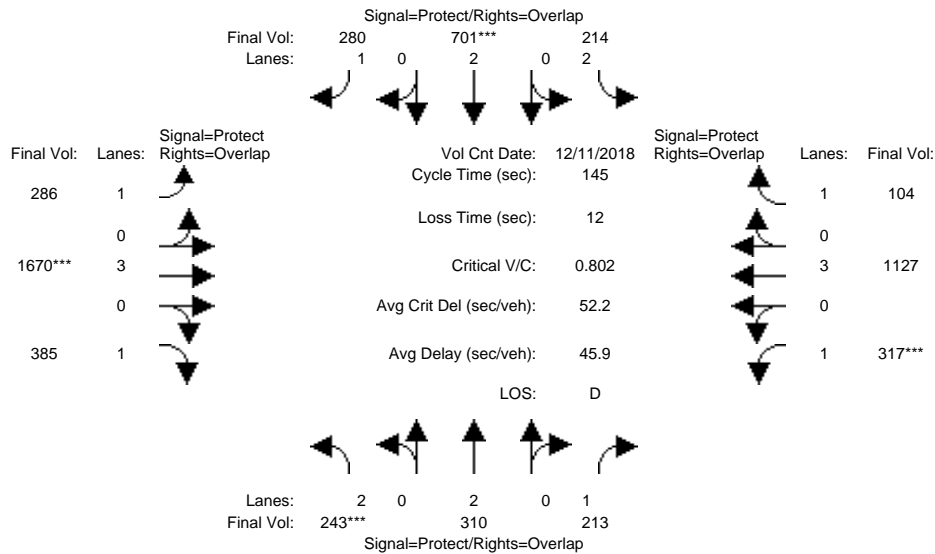 Signal=Protect/Rights=Overlap
Final Vol: 280 701*** 214
Lanes: 1 0 2 0 2
Signal=Protect
Final Vol: Lanes: Rights=Overlap
Vol Cnt Date: 12/11/2018
Signal=Protect
Rights=Overlap Lanes: Final Vol:
Cycle Time (sec): 145
286 1
1 104
Loss Time (sec): 12
0
0
1670*** 3
Critical V/C: 0.802
3 1127
0
Avg Crit Del (sec/veh): 52.2
0
385 1
Avg Delay (sec/veh): 45.9
1 317***
LOS: D
Lanes: 2 0 2 0 1
Final Vol: 243*** 310 213
Signal=Protect/Rights=Overlap